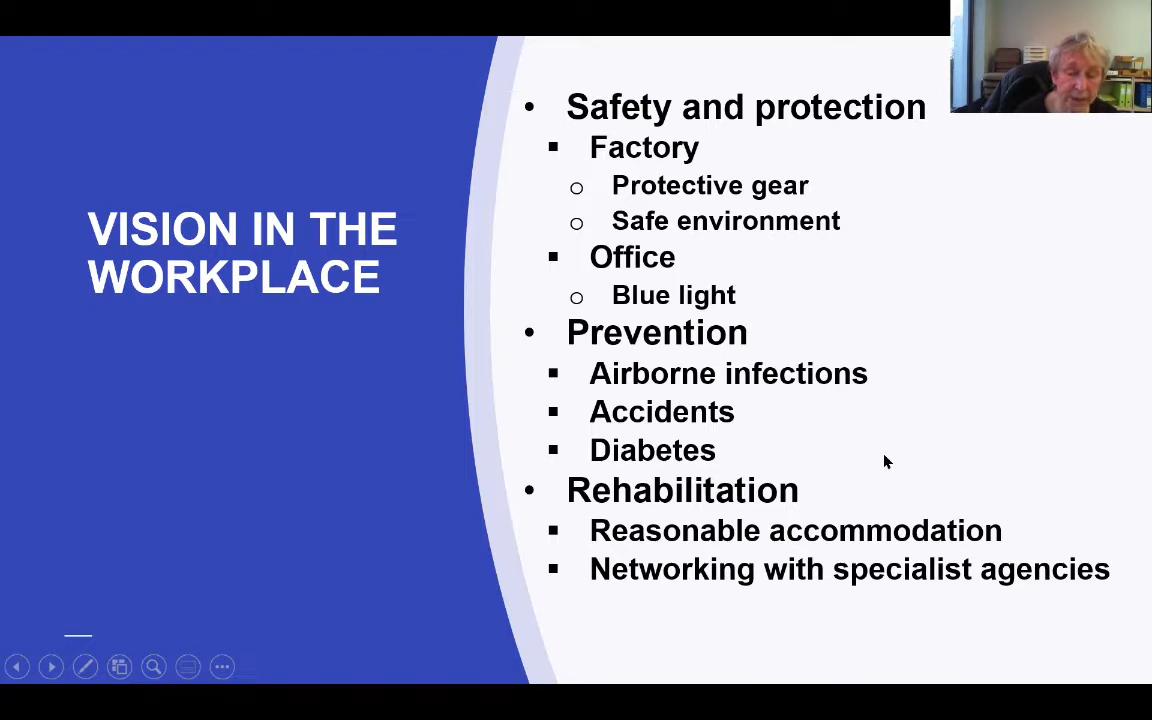 VISION IN THE
WORKPLACE
• Safety and protection
▪ Factory
o Protective gear
o Safe environment
▪ Office
o Blue light
• Prevention
▪ Airborne infections
▪ Accidents
▪ Diabetes
• Rehabilitation
▪ Reasonable accommodation
▪ Networking with specialist agencies